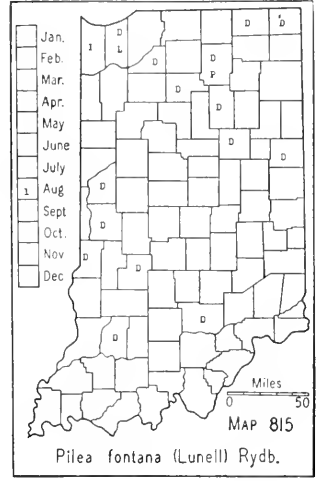 Jan.
Feb.
Mar.
Apr.
May
June
July
1 Aug
Sept
Oct.
Nov
Dec
D D
D
I L
D
D
P
D
D
D
D
D
D
D D
D
D
Miles
0 50
MAP 815
Pilea fontana (Lunell) Rydb.